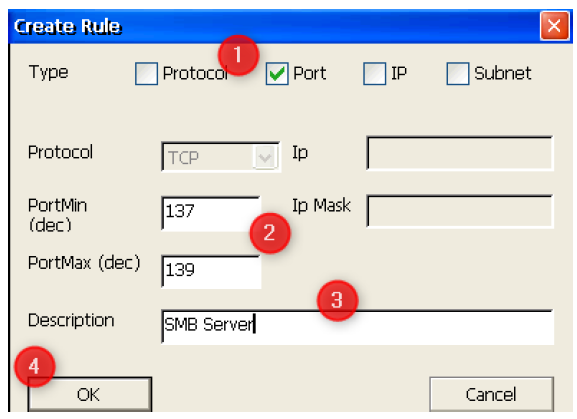 Create Rule
1
Type Protocol Port IP Subnet
Protocol TCP Ip
PortMin 137 Ip Mask
(dec)
2
PortMax (dec) 139
3
Description SMB Server
4
OK Cancel